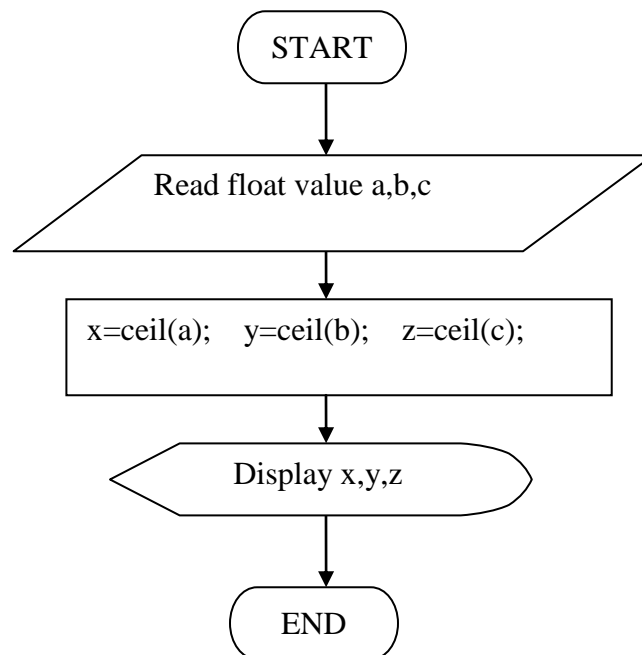 START
Read float value a,b,c
x=ceil(a); y=ceil(b); z=ceil(c);
Display x,y,z
END